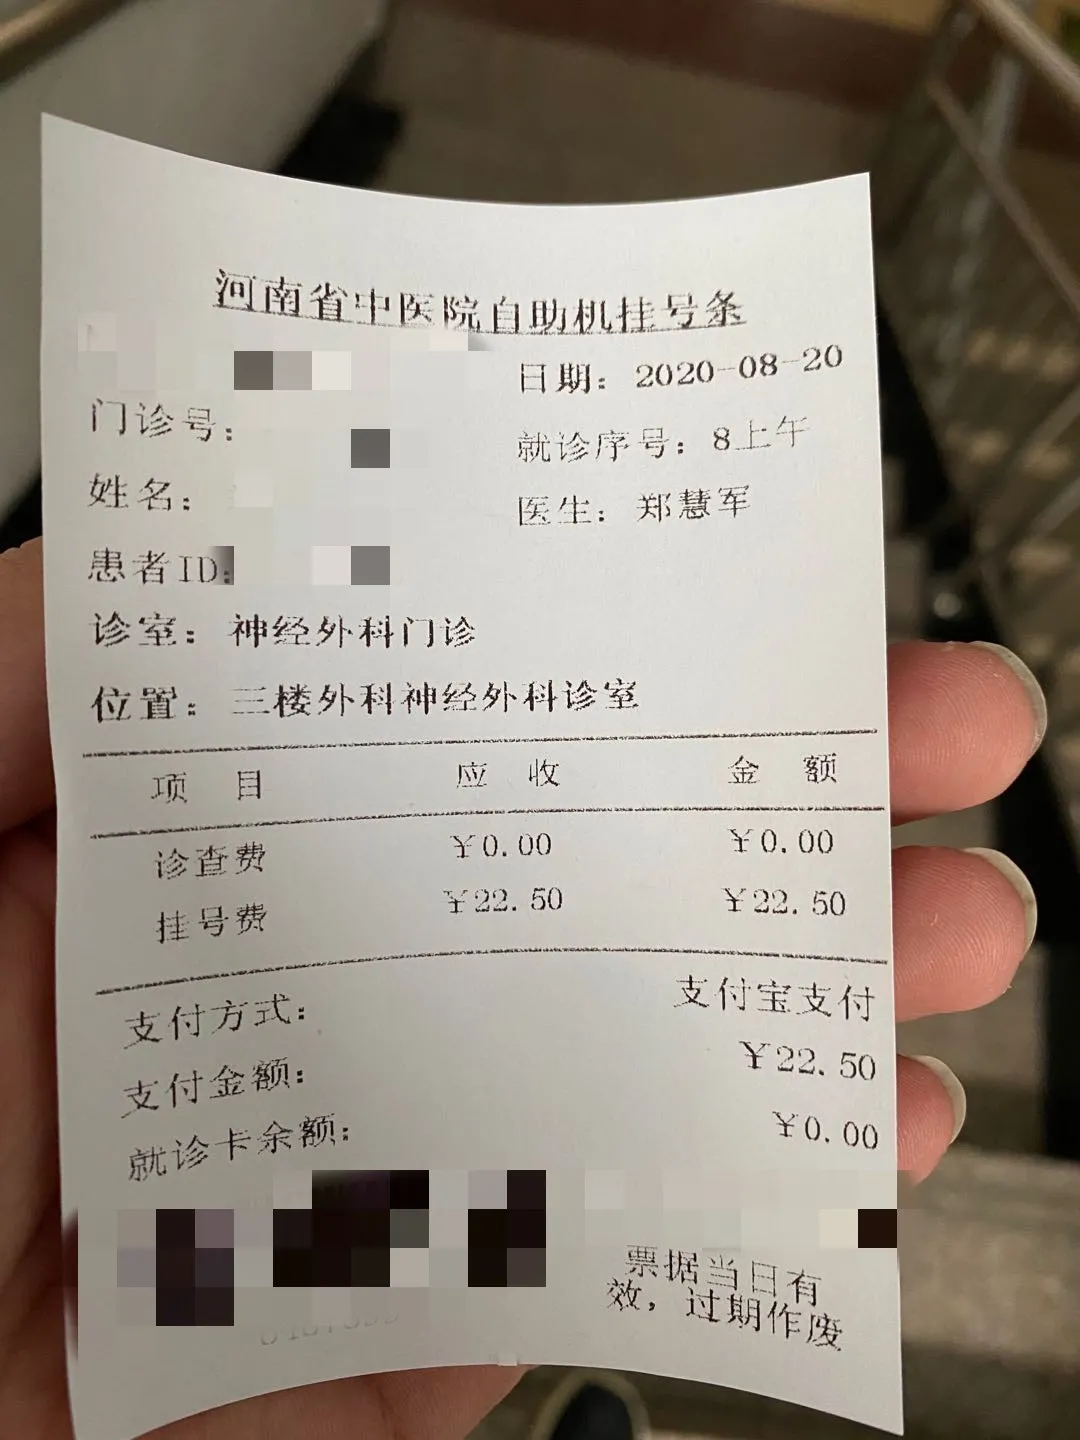 河南省中医院自助机挂号条
日期：2020-08-20
门诊号：
就诊序号：8上午
姓名：
医生：郑慧军
患者ID:
诊室：神经外科门诊
位置：三楼外科神经外科诊室
项 目 应 收 金 额
诊查费 ¥0.00 ¥0.00
挂号费 ¥22.50 ¥22.50
支付方式： 支付宝支付
支付金额： ¥22.50
就诊卡余额： ¥0.00
票据当日有
效，过期作废